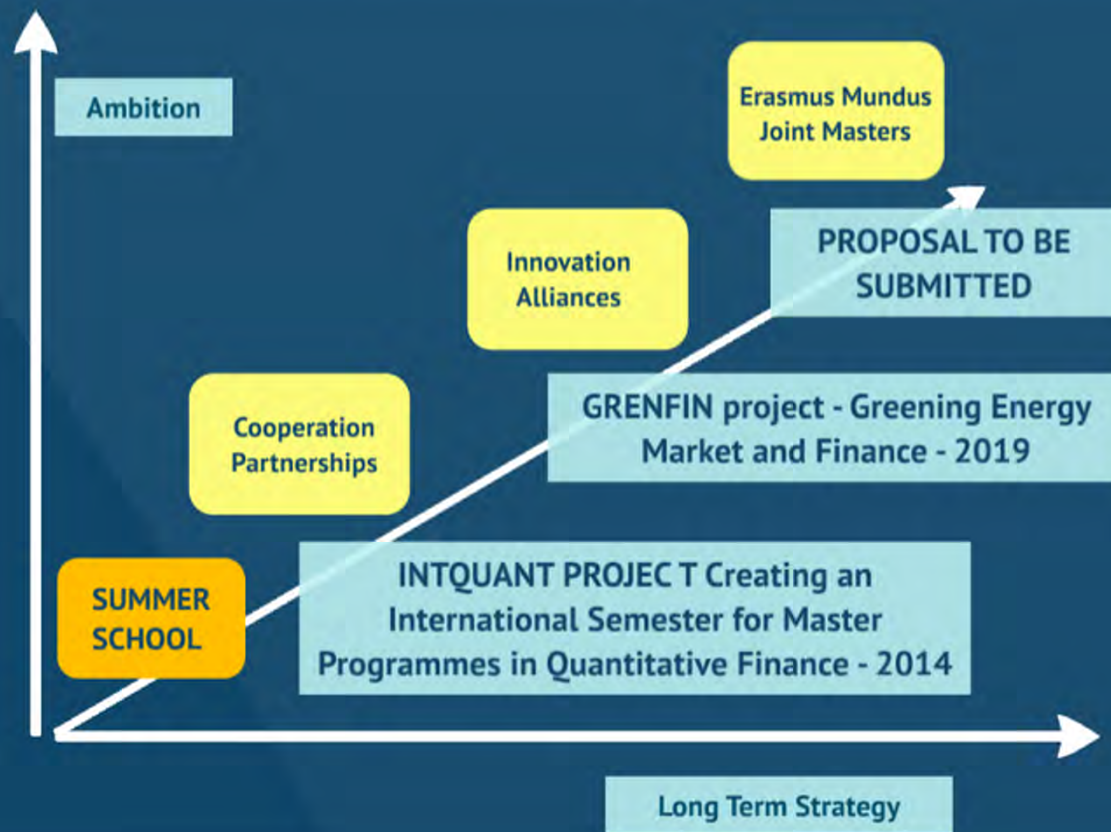 Ambition
Erasmus Mundus
Joint Masters
PROPOSAL TO BE
SUBMITTED
Innovation
Alliances
GRENFIN project - Greening Energy
Market and Finance - 2019
Cooperation
Partnerships
INTQUANT PROJEC T Creating an
International Semester for Master
Programmes in Quantitative Finance - 2014
SUMMER
SCHOOL
Long Term Strategy